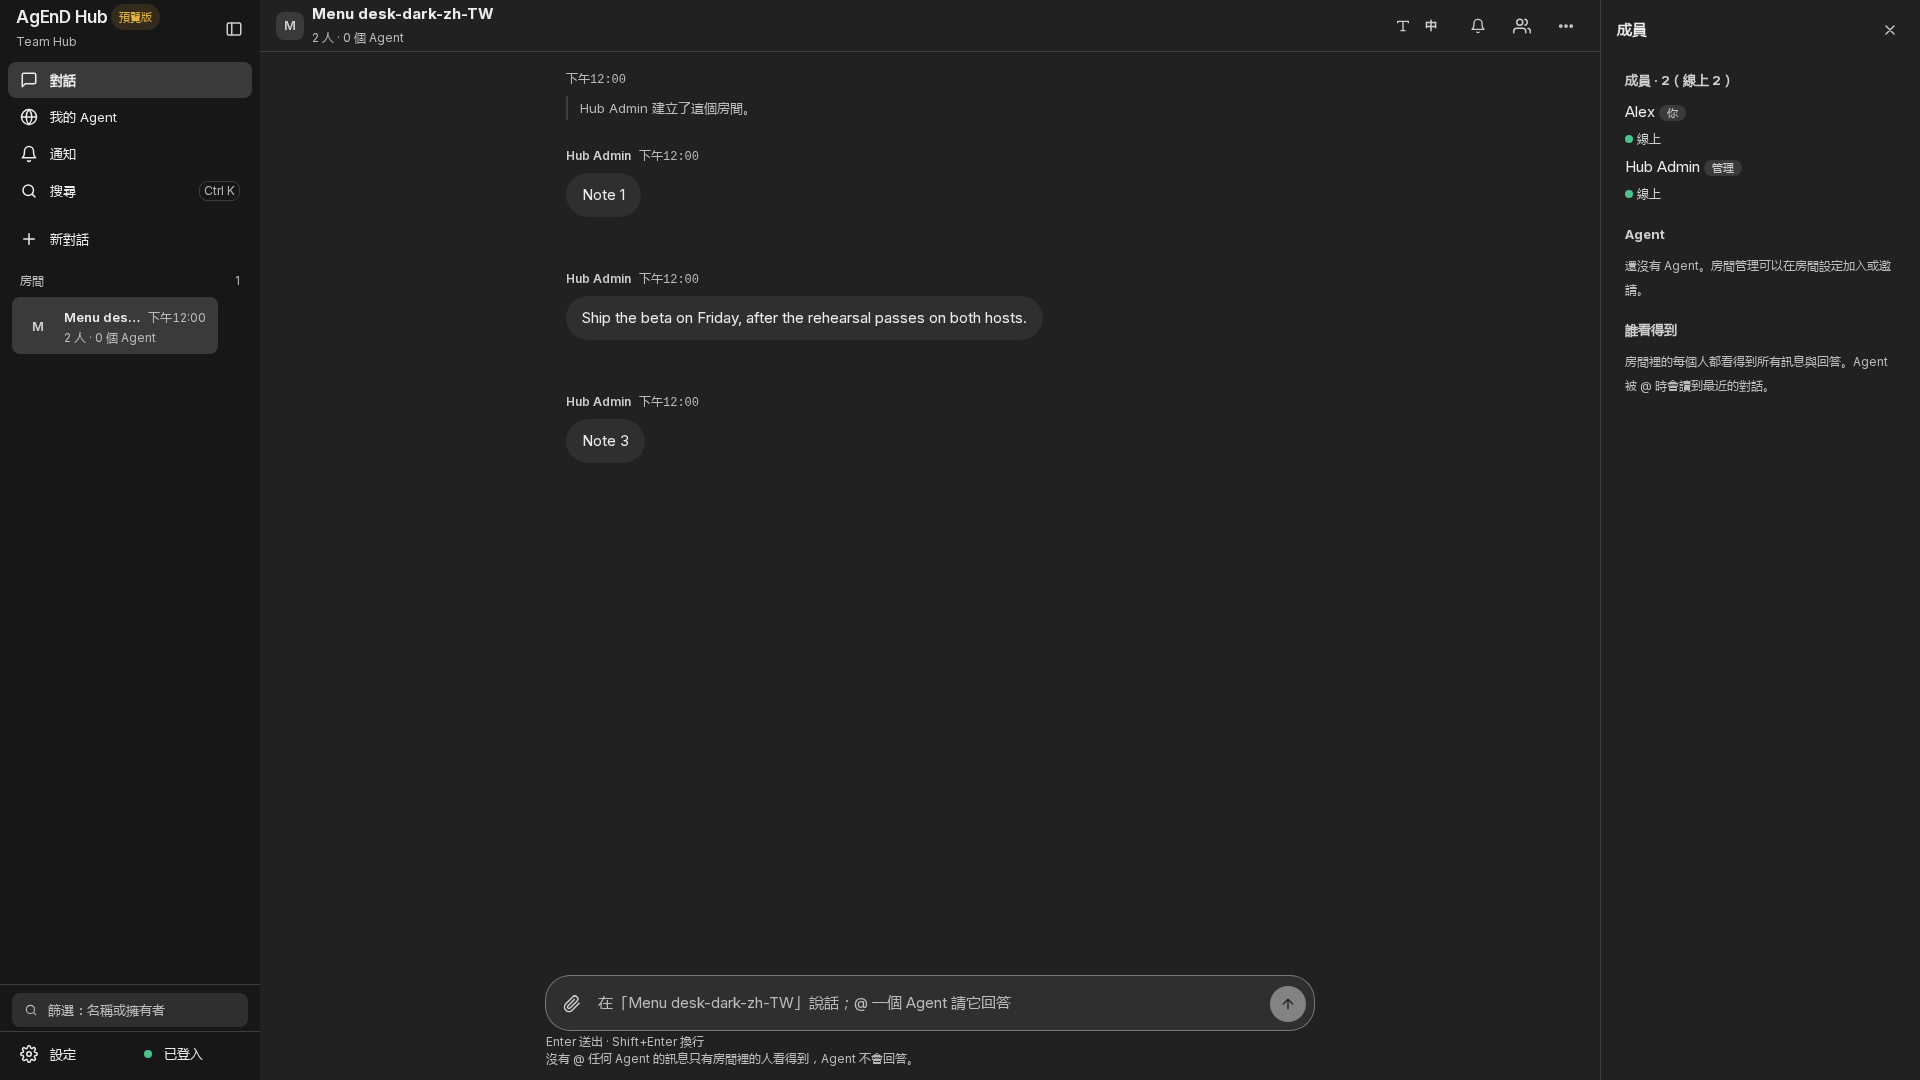 AgEnD Hub 預覽版
Team Hub
對話
我的 Agent
通知
搜尋 Ctrl K
新對話
房間 1
M Menu des... 下午12:00
2 人 · 0 個 Agent
篩選：名稱或擁有者
設定 已登入
M Menu desk-dark-zh-TW
2 人 · 0 個 Agent
中
下午12:00
Hub Admin 建立了這個房間。
Hub Admin 下午12:00
Note 1
Hub Admin 下午12:00
Ship the beta on Friday, after the rehearsal passes on both hosts.
Hub Admin 下午12:00
Note 3
在「Menu desk-dark-zh-TW」說話；@ 一個 Agent 請它回答
Enter 送出 · Shift+Enter 換行
沒有 @ 任何 Agent 的訊息只有房間裡的人看得到，Agent 不會回答。
成員
成員 · 2（線上 2）
Alex 你
線上
Hub Admin 管理
線上
Agent
還沒有 Agent。房間管理可以在房間設定加入或邀
請。
誰看得到
房間裡的每個人都看得到所有訊息與回答。Agent
被 @ 時會讀到最近的對話。